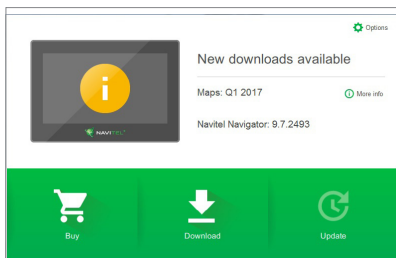 Options
New downloads available
Maps: Q1 2017
More info
NAVITEL
Navitel Navigator: 9.7.2493
Buy
Download
Update